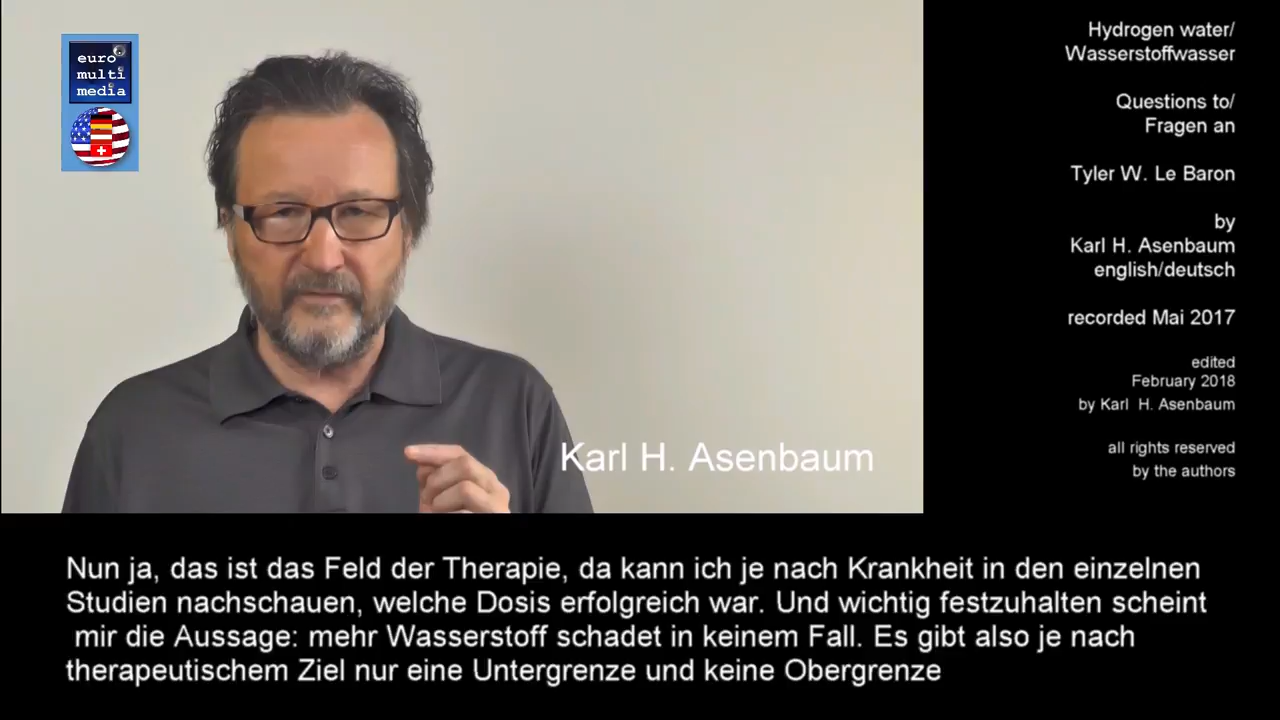 euro
multi
media
Hydrogen water/
Wasserstoffwasser
Questions to/
Fragen an
Tyler W. Le Baron
by
Karl H. Asenbaum
english/deutsch
recorded Mai 2017
edited
February 2018
by Karl H. Asenbaum
all rights reserved
by the authors
Karl H. Asenbaum
Nun ja, das ist das Feld der Therapie, da kann ich je nach Krankheit in den einzelnen
Studien nachschauen, welche Dosis erfolgreich war. Und wichtig festzuhalten scheint
mir die Aussage: mehr Wasserstoff schadet in keinem Fall. Es gibt also je nach
therapeutischem Ziel nur eine Untergrenze und keine Obergrenze